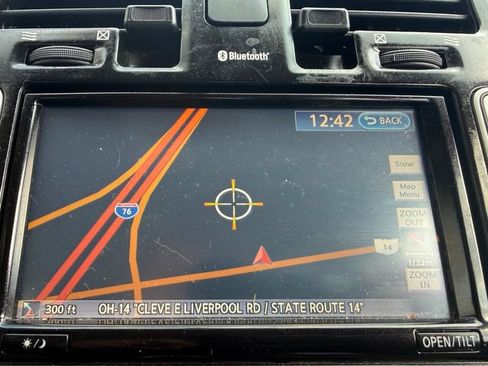 Bluetooth
12:42
BACK
Slow
Map
Menu
ZOOM
OUT
76
14
1/32mi
ZOOM
IN
300 ft
OH-14 "CLEVE E LIVERPOOL RD / STATE ROUTE 14"
OPEN/TILT